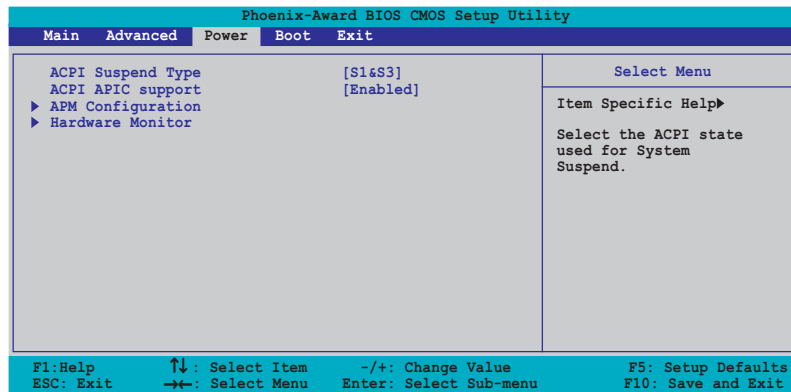 Phoenix-Award BIOS CMOS Setup Utility
Main Advanced Power Boot Exit
ACPI Suspend Type [S1&S3]
ACPI APIC support [Enabled]
APM Configuration
Hardware Monitor
Select Menu
Item Specific Help
Select the ACPI state
used for System
Suspend.
F1:Help ↑↓: Select Item -/+: Change Value F5: Setup Defaults
ESC: Exit →←: Select Menu Enter: Select Sub-menu F10: Save and Exit